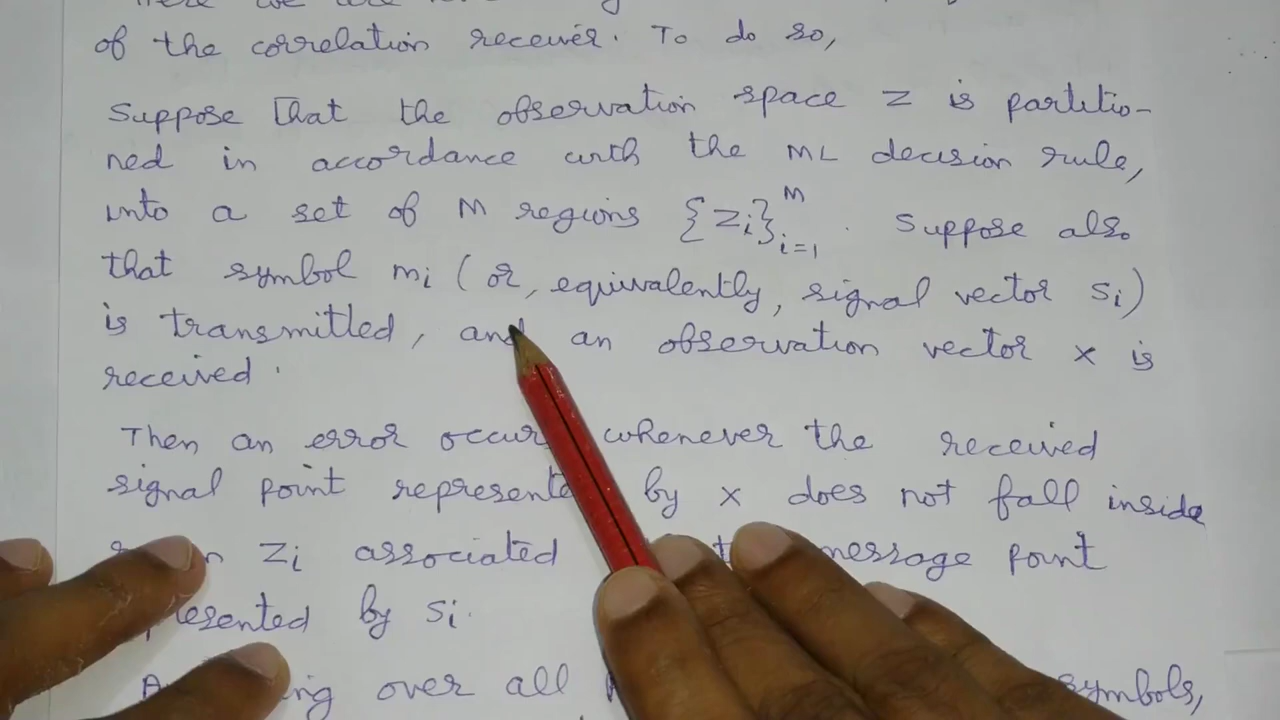 of the correlation receiver. To do so,
Suppose that the observation space Z is partitio-
ned in accordance with the ML decision rule,
into a set of M regions {Zi}ᴹi=1. Suppose also
that symbol mi (or, equivalently, signal vector si)
is transmitted, and an observation vector x is
received.
Then an error occurs whenever the received
signal point represented by x does not fall inside
Zi associated message point
by si.
over all symbols,